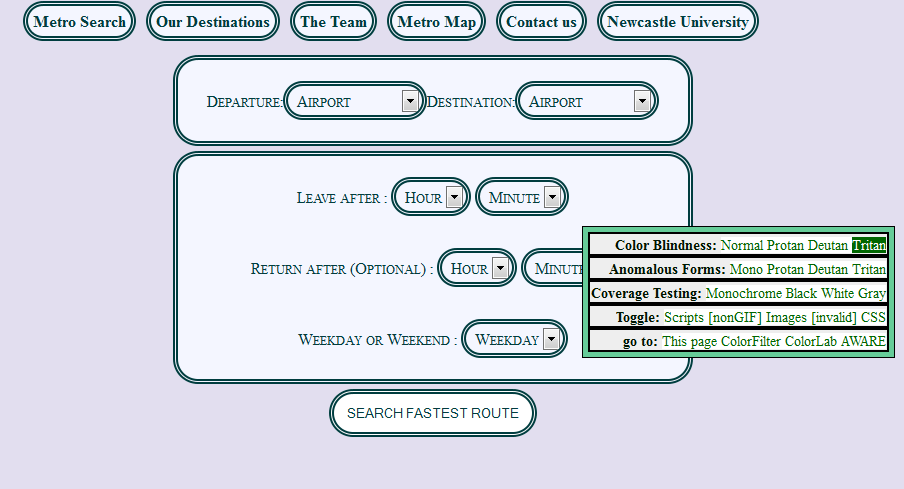 Metro Search Our Destinations The Team Metro Map Contact us Newcastle University
Departure: Airport Destination: Airport
Leave after : Hour Minute
Return after (Optional) : Hour Minut
Weekday or Weekend : Weekday
SEARCH FASTEST ROUTE
Color Blindness: Normal Protan Deutan Tritan
Anomalous Forms: Mono Protan Deutan Tritan
Coverage Testing: Monochrome Black White Gray
Toggle: Scripts [nonGIF] Images [invalid] CSS
go to: This page ColorFilter ColorLab AWARE